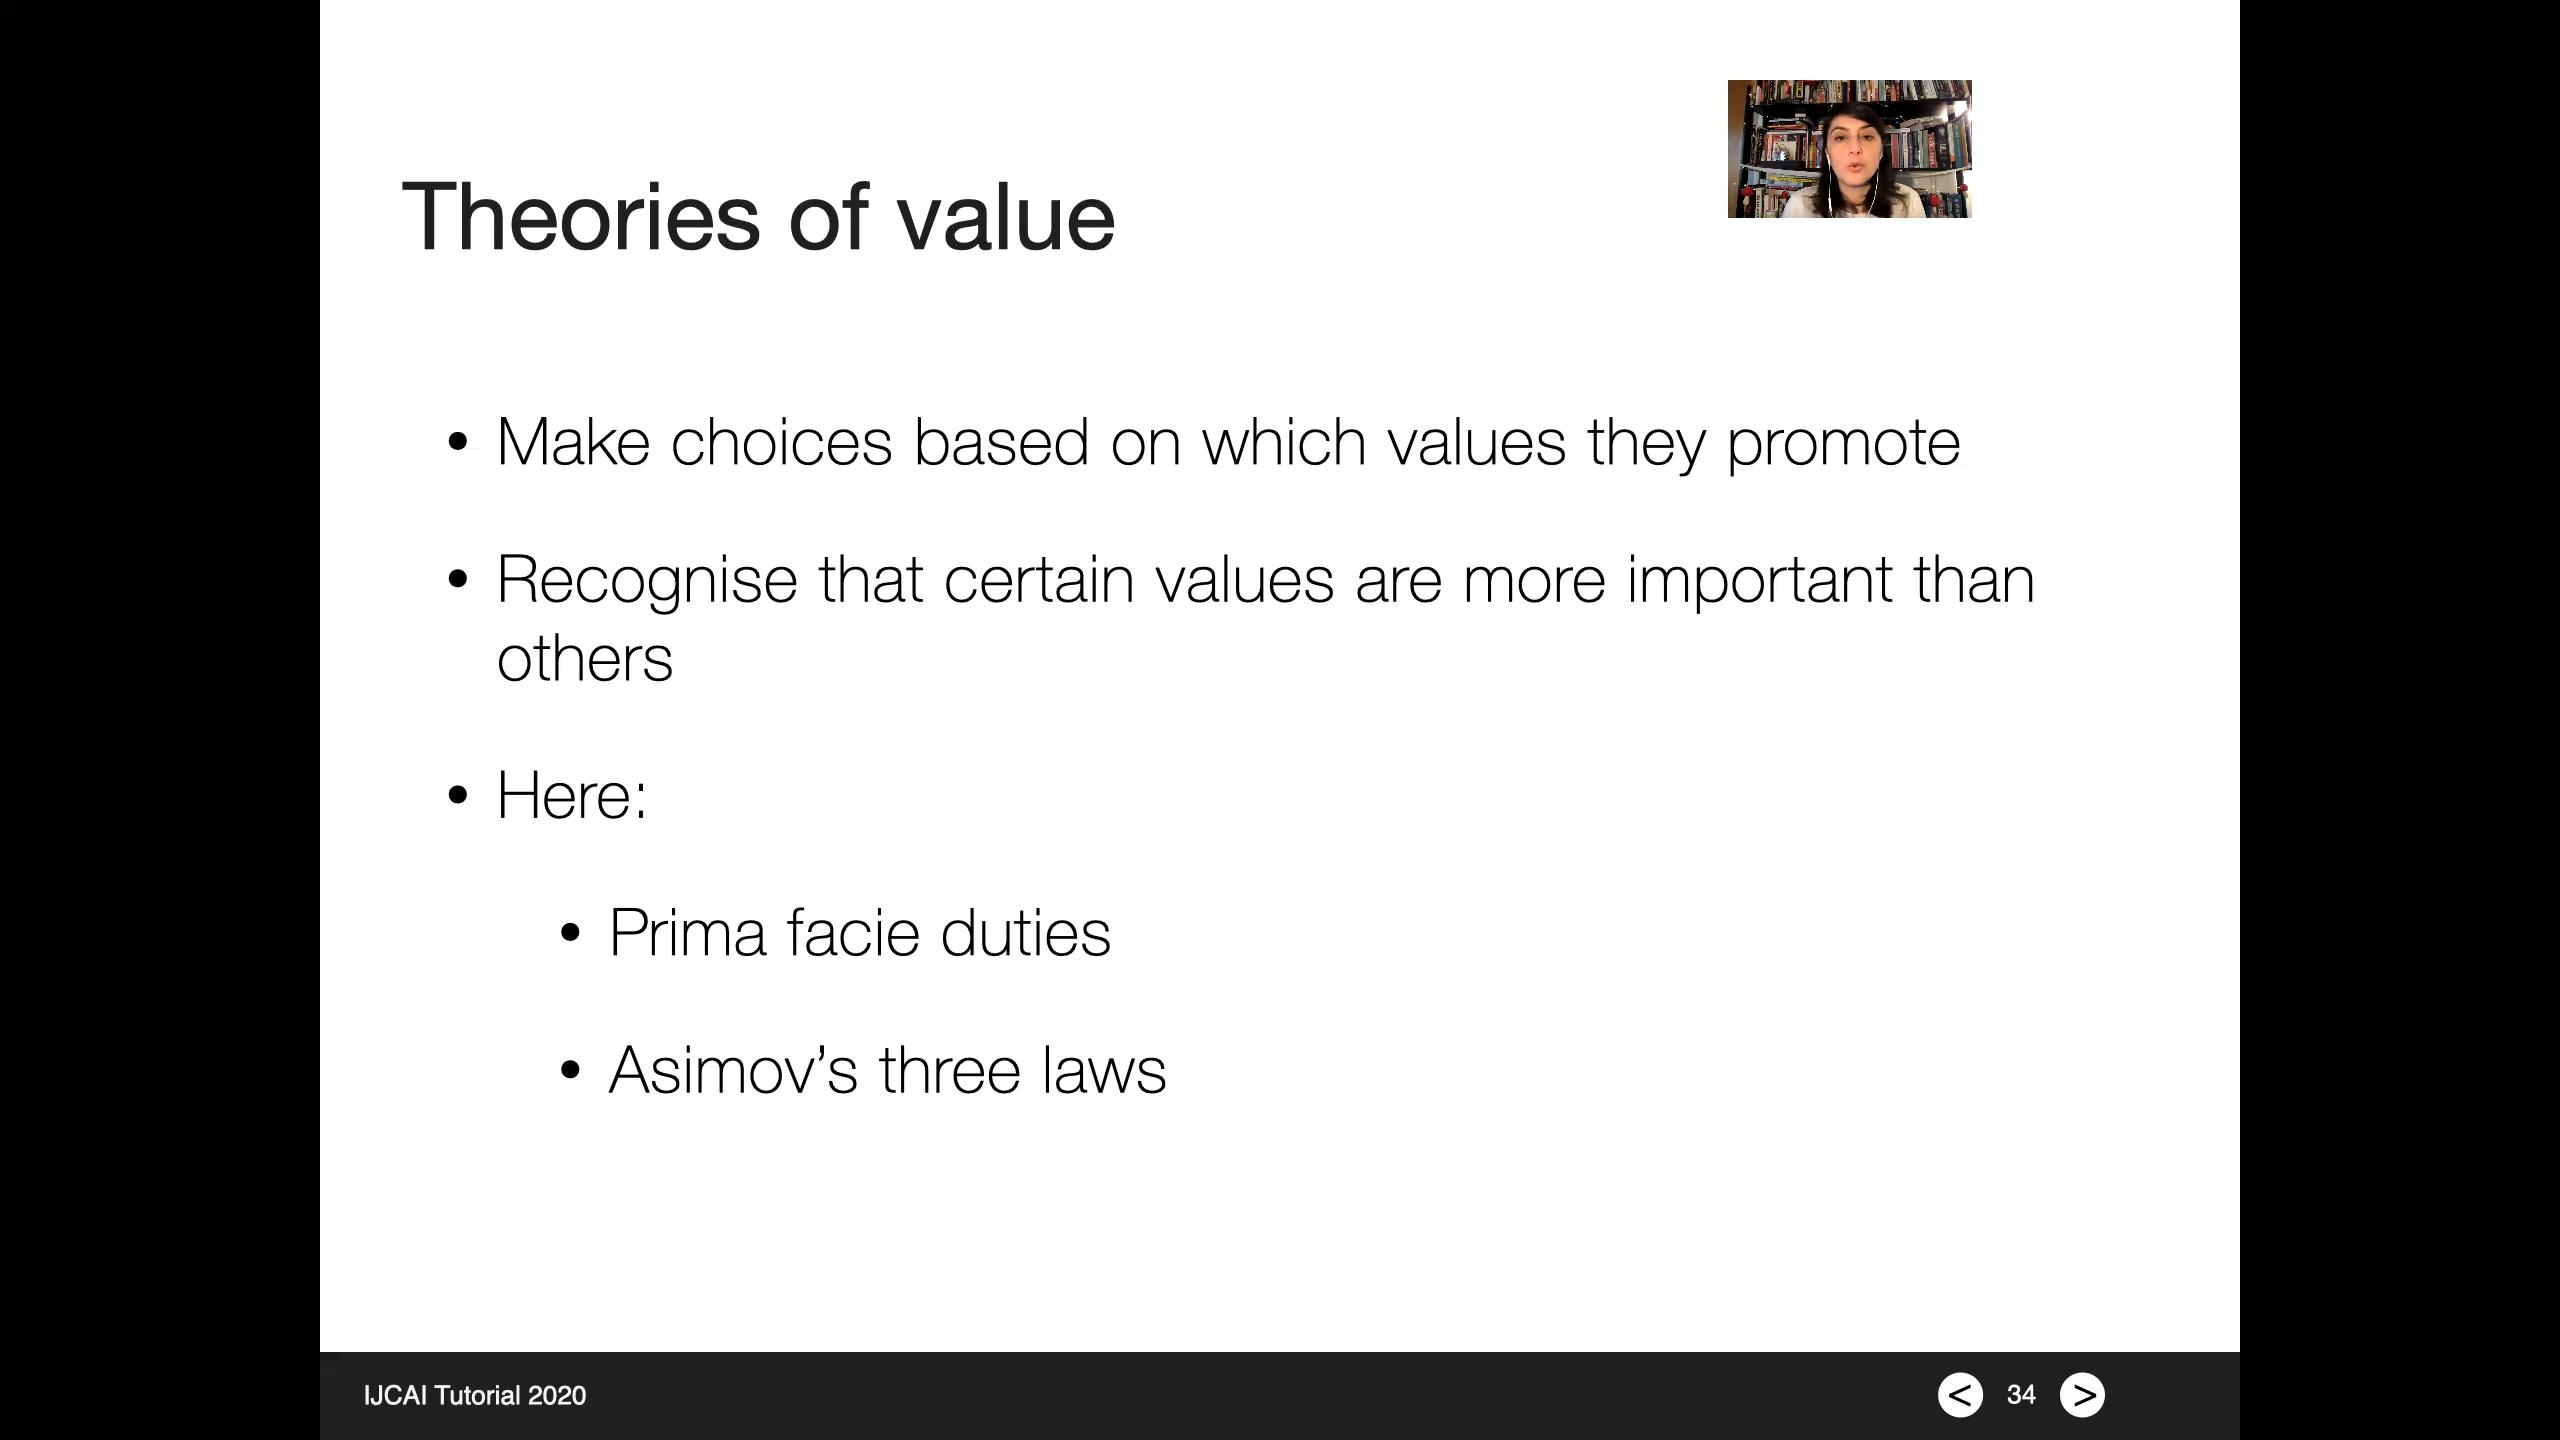 Theories of value
• Make choices based on which values they promote
• Recognise that certain values are more important than
others
• Here:
• Prima facie duties
• Asimov’s three laws
IJCAI Tutorial 2020
< 34 >